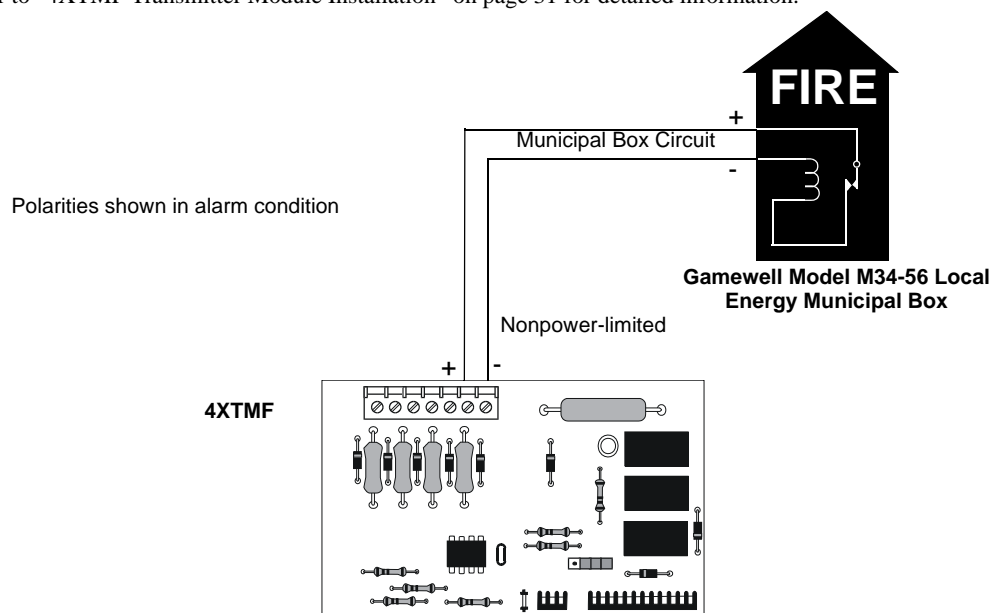 to "4XTMF Transmitter Module Installation" on page 51 for detailed information.
FIRE
+
Municipal Box Circuit
-
Polarities shown in alarm condition
Gamewell Model M34-56 Local
Energy Municipal Box
Nonpower-limited
+ -
4XTMF